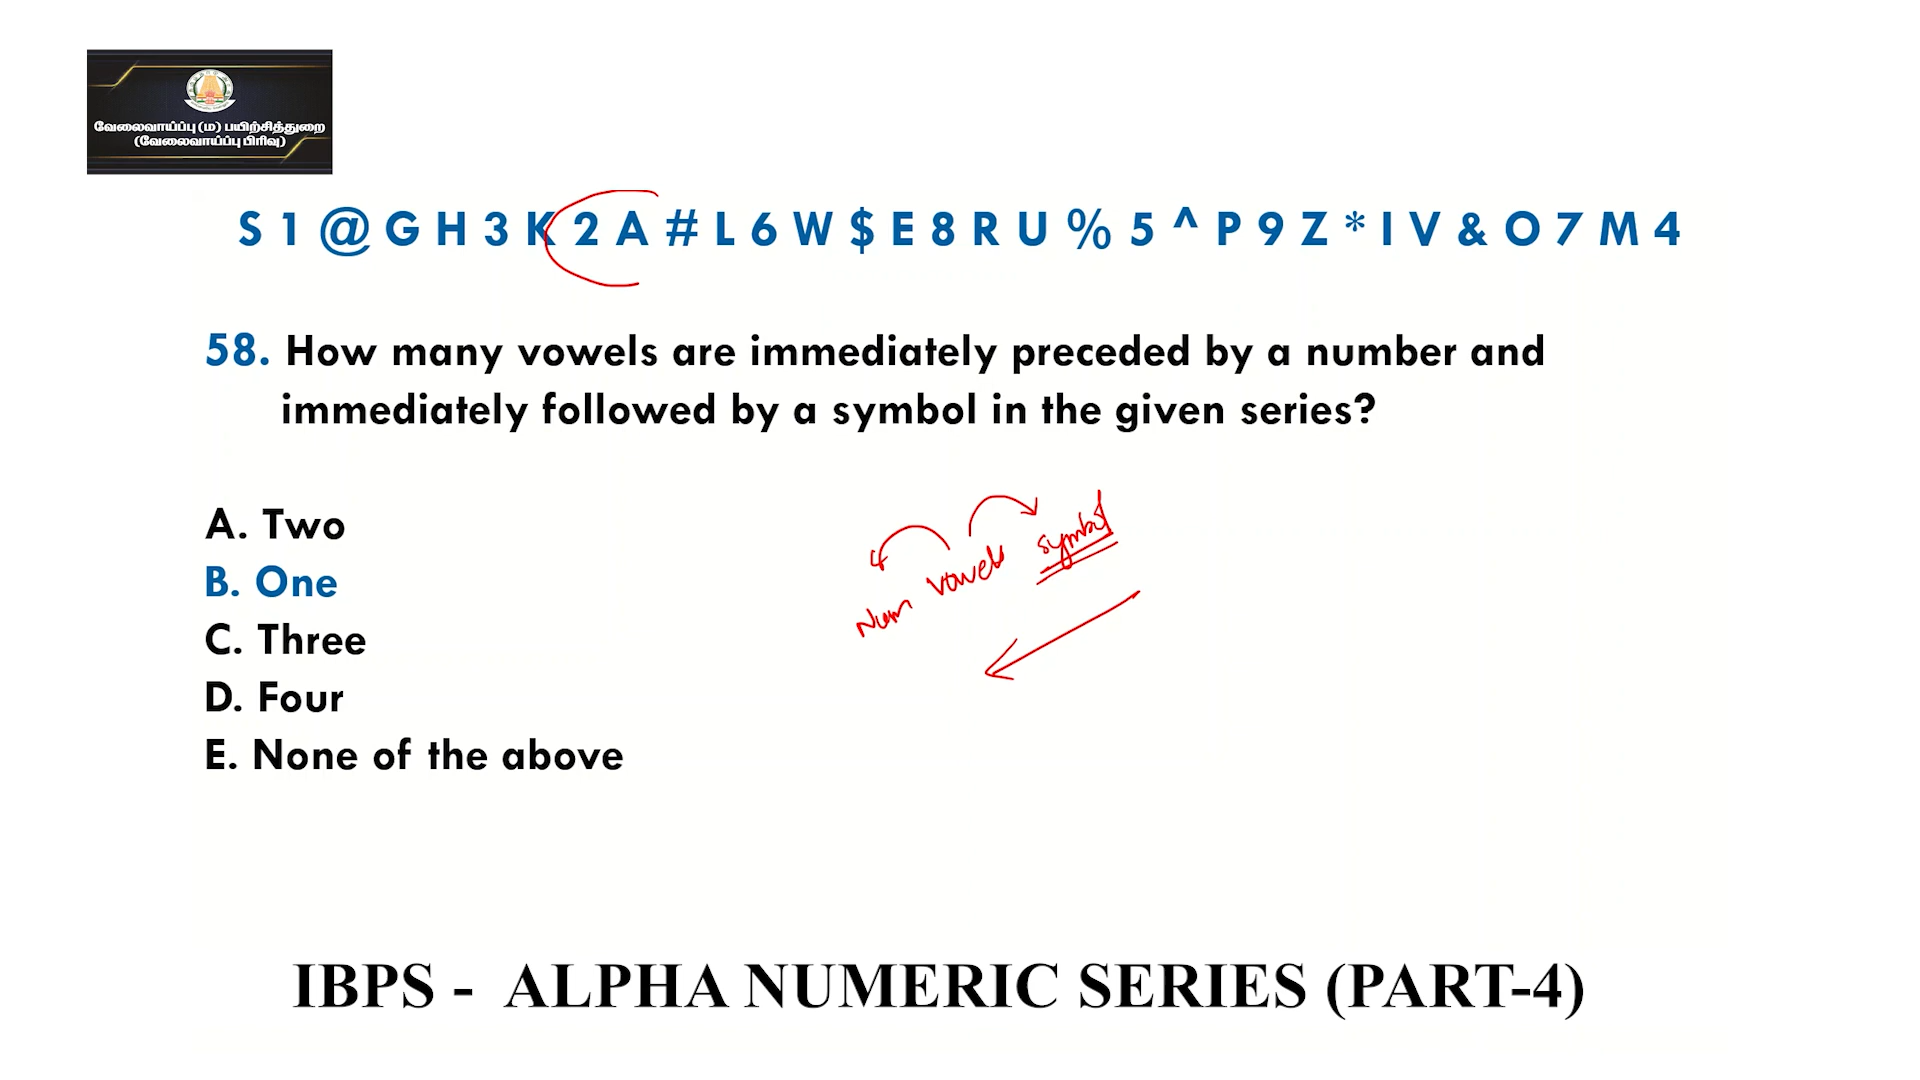 வேலைவாய்ப்பு (ம) பயிற்சித்துறை
(வேலைவாய்ப்பு பிரிவு)
S 1 @ G H 3 K 2 A # L 6 W $ E 8 R U % 5 ^ P 9 Z * I V & O 7 M 4
58. How many vowels are immediately preceded by a number and
immediately followed by a symbol in the given series?
A. Two
B. One
C. Three
D. Four
E. None of the above
Num vowels symbol
IBPS - ALPHA NUMERIC SERIES (PART-4)